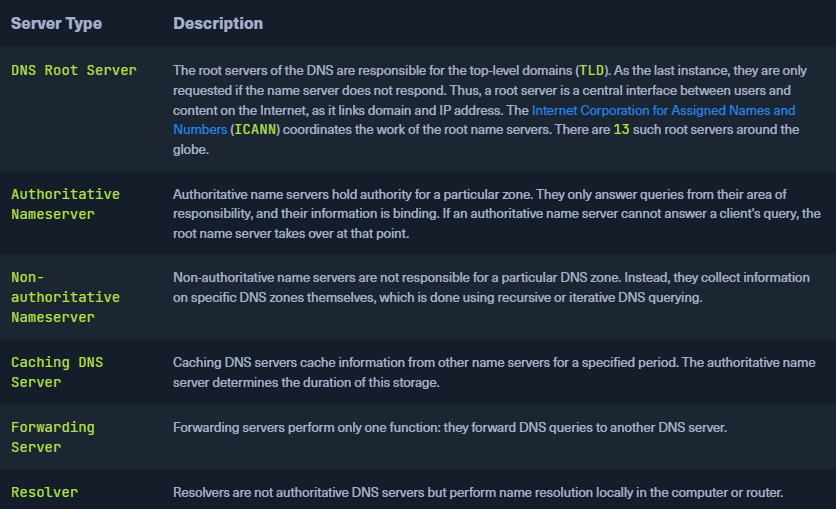 Server Type Description
DNS Root Server The root servers of the DNS are responsible for the top-level domains (TLD). As the last instance, they are only
requested if the name server does not respond. Thus, a root server is a central interface between users and
content on the Internet, as it links domain and IP address. The Internet Corporation for Assigned Names and
Numbers (ICANN) coordinates the work of the root name servers. There are 13 such root servers around the
globe.
Authoritative
Nameserver
Authoritative name servers hold authority for a particular zone. They only answer queries from their area of
responsibility, and their information is binding. If an authoritative name server cannot answer a client's query, the
root name server takes over at that point.
Non-
authoritative
Nameserver
Non-authoritative name servers are not responsible for a particular DNS zone. Instead, they collect information
on specific DNS zones themselves, which is done using recursive or iterative DNS querying.
Caching DNS
Server
Caching DNS servers cache information from other name servers for a specified period. The authoritative name
server determines the duration of this storage.
Forwarding
Server
Forwarding servers perform only one function: they forward DNS queries to another DNS server.
Resolver Resolvers are not authoritative DNS servers but perform name resolution locally in the computer or router.